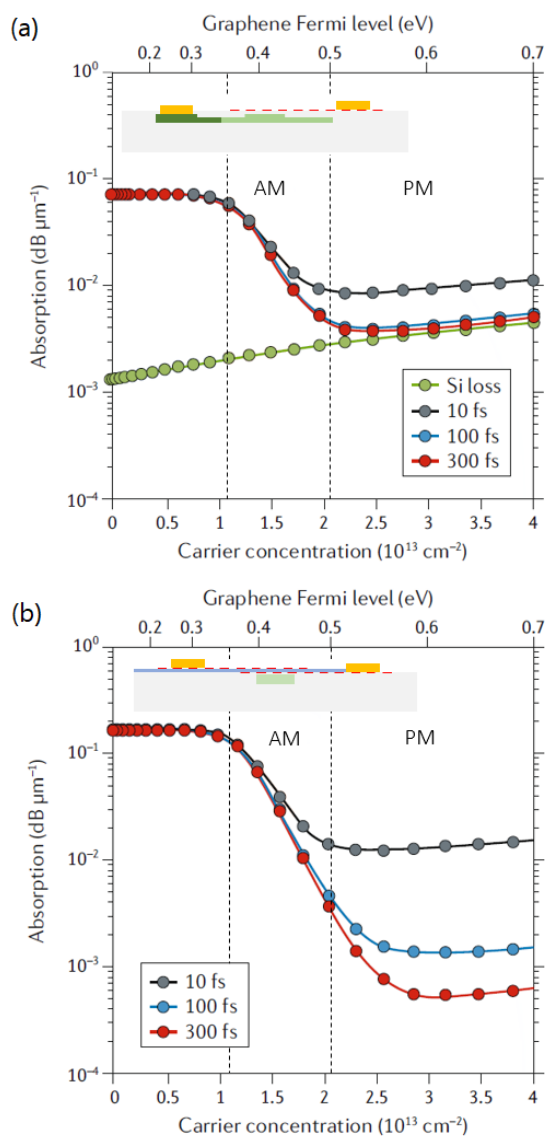 (a)
Graphene Fermi level (eV)
0.2 0.3 0.4 0.5 0.6 0.7
10⁰
10⁻¹
10⁻²
10⁻³
10⁻⁴
Absorption (dB µm⁻¹)
AM PM
Si loss
10 fs
100 fs
300 fs
0 0.5 1 1.5 2 2.5 3 3.5 4
Carrier concentration (10¹³ cm⁻²)
(b)
Graphene Fermi level (eV)
0.2 0.3 0.4 0.5 0.6 0.7
10⁰
10⁻¹
10⁻²
10⁻³
10⁻⁴
Absorption (dB µm⁻¹)
AM PM
10 fs
100 fs
300 fs
0 0.5 1 1.5 2 2.5 3 3.5 4
Carrier concentration (10¹³ cm⁻²)